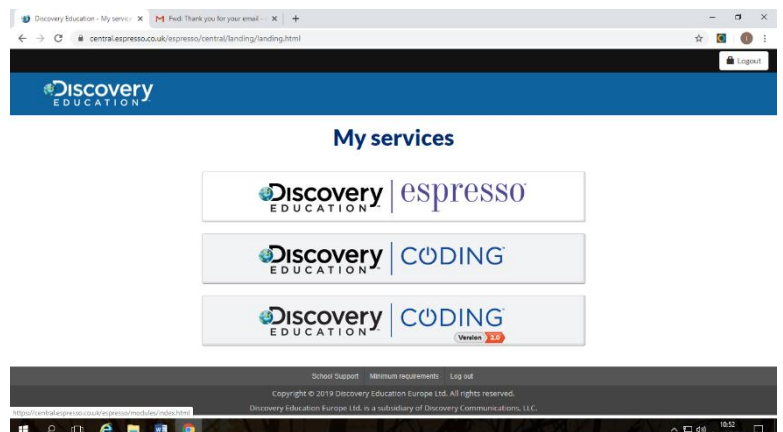 Discovery Education - My service
Fwd: Thank you for your email -
central.espresso.co.uk/espresso/central/landing/landing.html
Logout
Discovery
EDUCATION
My services
Discovery EDUCATION espresso
Discovery EDUCATION CODING
Discovery EDUCATION CODING
Version 2.0
School Support Minimum requirements Log out
Copyright © 2019 Discovery Education Europe Ltd. All rights reserved.
Discovery Education Europe Ltd. is a subsidiary of Discovery Communications, LLC.
https://central.espresso.co.uk/espresso/modules/index.html
10:52